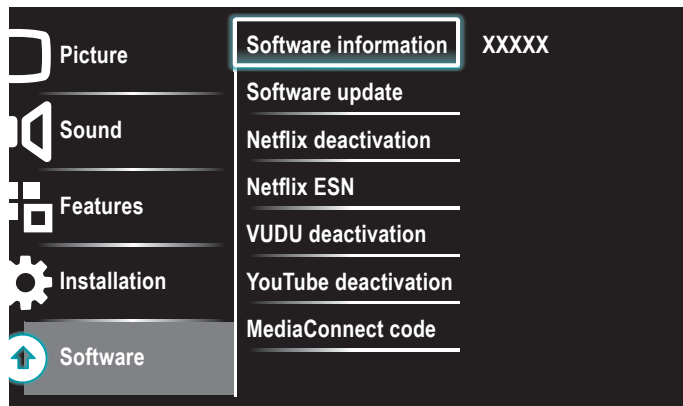 Picture
Sound
Features
Installation
Software
Software information XXXXX
Software update
Netflix deactivation
Netflix ESN
VUDU deactivation
YouTube deactivation
MediaConnect code